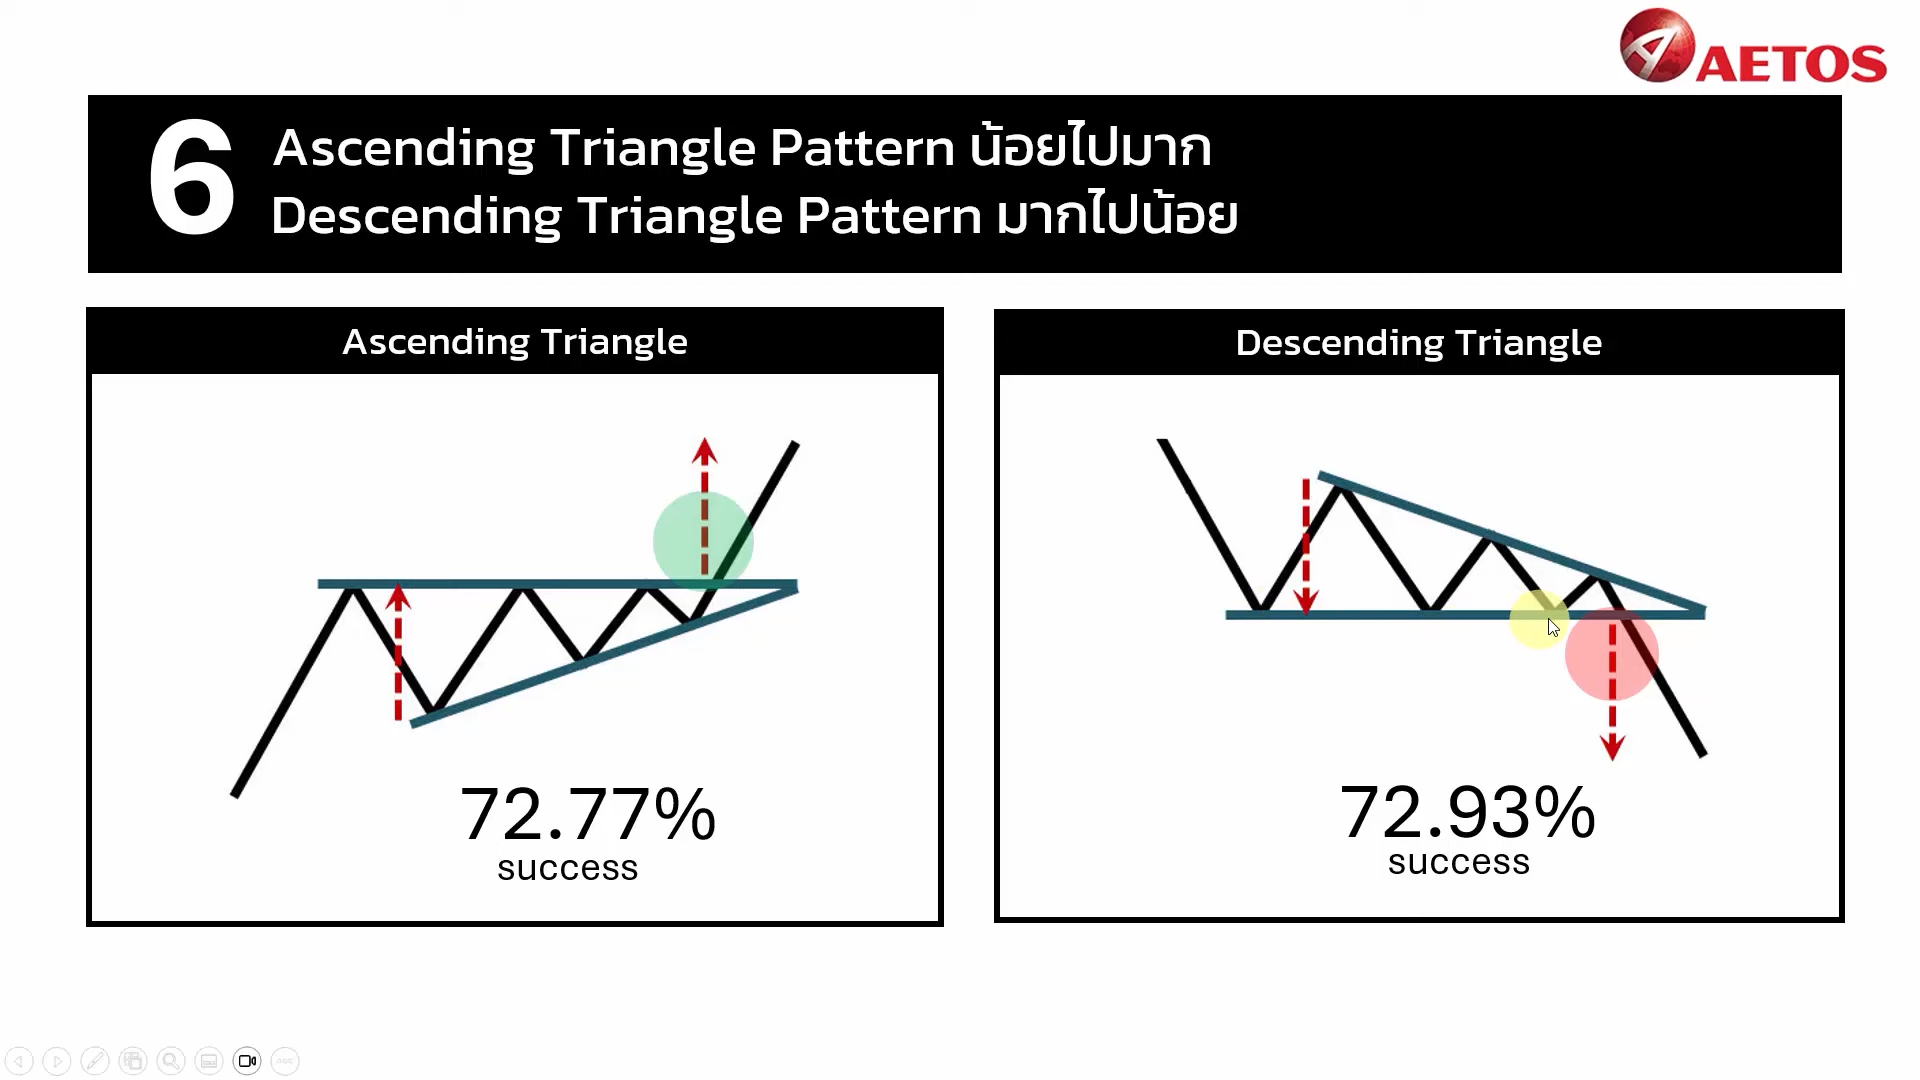 AETOS
6
Ascending Triangle Pattern น้อยไปมาก
Descending Triangle Pattern มากไปน้อย
Ascending Triangle
72.77%
success
Descending Triangle
72.93%
success